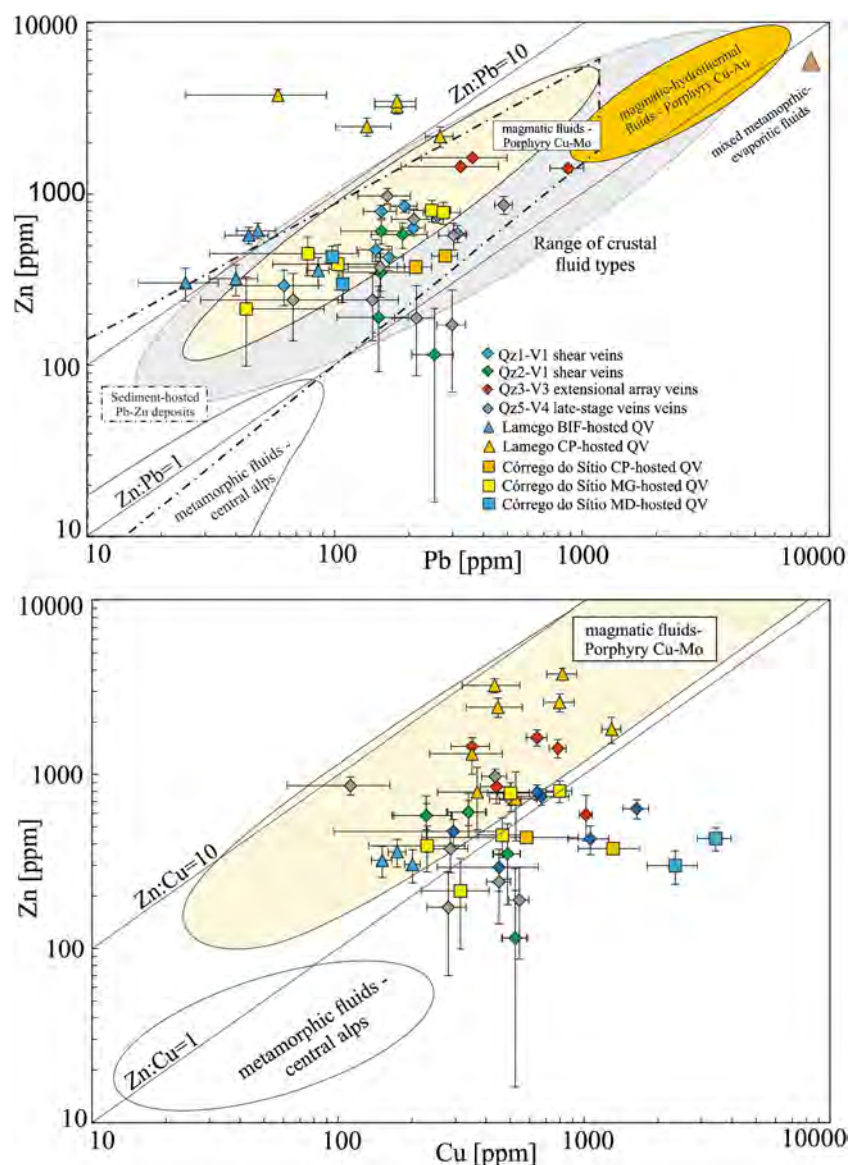 10000
Zn:Pb=10
magmatic-hydrothermal
fluids - Porphyry Cu-Au
magmatic fluids -
Porphyry Cu-Mo
mixed metamoprhic-
evaporitic fluids
1000
Range of crustal
fluid types
Zn [ppm]
100
Qz1-V1 shear veins
Qz2-V1 shear veins
Qz3-V3 extensional array veins
Qz5-V4 late-stage veins veins
Lamego BIF-hosted QV
Lamego CP-hosted QV
Córrego do Sítio CP-hosted QV
Córrego do Sítio MG-hosted QV
Córrego do Sítio MD-hosted QV
Sediment-hosted
Pb-Zn deposits
Zn:Pb=1
metamorphic fluids -
central alps
10
10
100
1000
10000
Pb [ppm]
10000
magmatic fluids-
Porphyry Cu-Mo
1000
Zn [ppm]
Zn:Cu=10
100
Zn:Cu=1
metamorphic fluids -
central alps
10
10
100
1000
10000
Cu [ppm]